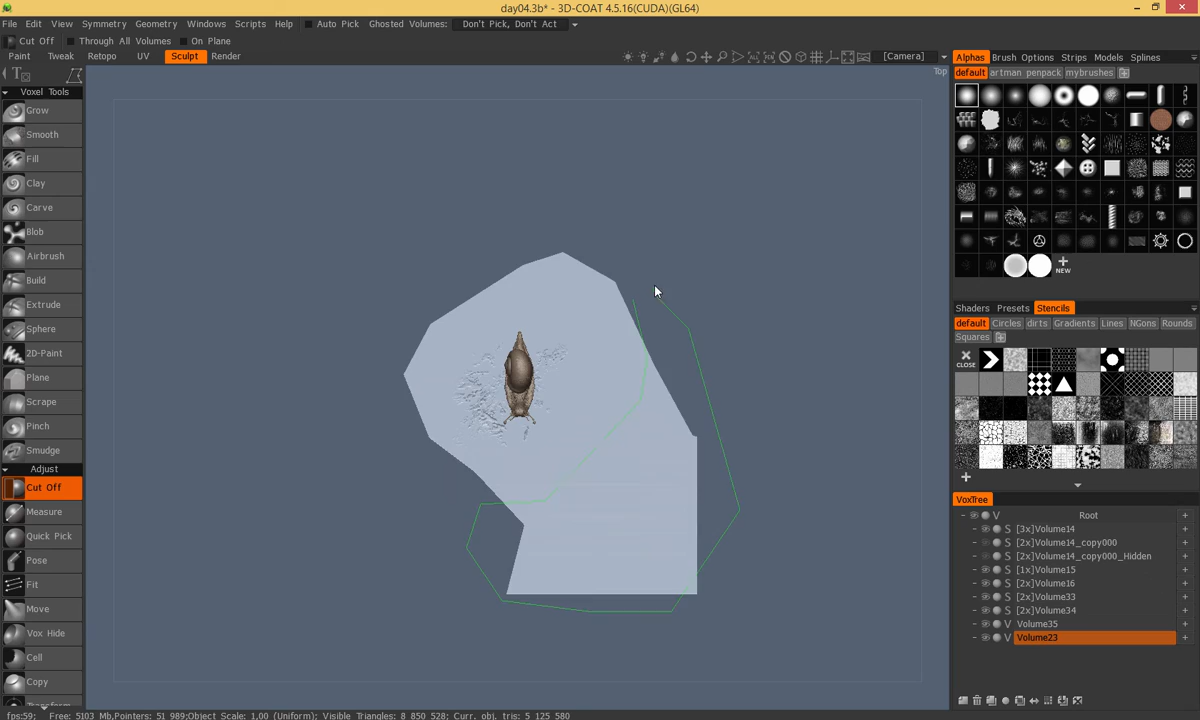 day04.3b* - 3D-COAT 4.5.16(CUDA)(GL64)
File Edit View Symmetry Geometry Windows Scripts Help Auto Pick Ghosted Volumes: Don't Pick, Don't Act
Cut Off Through All Volumes On Plane
Paint Tweak Retopo UV Sculpt Render [Camera]
Top
Voxel Tools
Grow
Smooth
Fill
Clay
Carve
Blob
Airbrush
Build
Extrude
Sphere
2D-Paint
Plane
Scrape
Pinch
Smudge
Adjust
Cut Off
Measure
Quick Pick
Pose
Fit
Move
Vox Hide
Cell
Copy
Transform
Alphas Brush Options Strips Models Splines
default artman penpack mybrushes
NEW
Shaders Presets Stencils
default Circles dirts Gradients Lines NGons Rounds
Squares
CLOSE
VoxTree
V Root +
S [3x]Volume14 +
S [2x]Volume14_copy000 +
S [2x]Volume14_copy000_Hidden +
S [1x]Volume15 +
S [2x]Volume16 +
S [2x]Volume33 +
S [2x]Volume34 +
V Volume35 +
V Volume23 +
fps:59; Free: 5103 Mb,Pointers: 51 989;Object Scale: 1,00 (Uniform); Visible Triangles: 8 850 528; Curr. obj. tris: 5 125 580